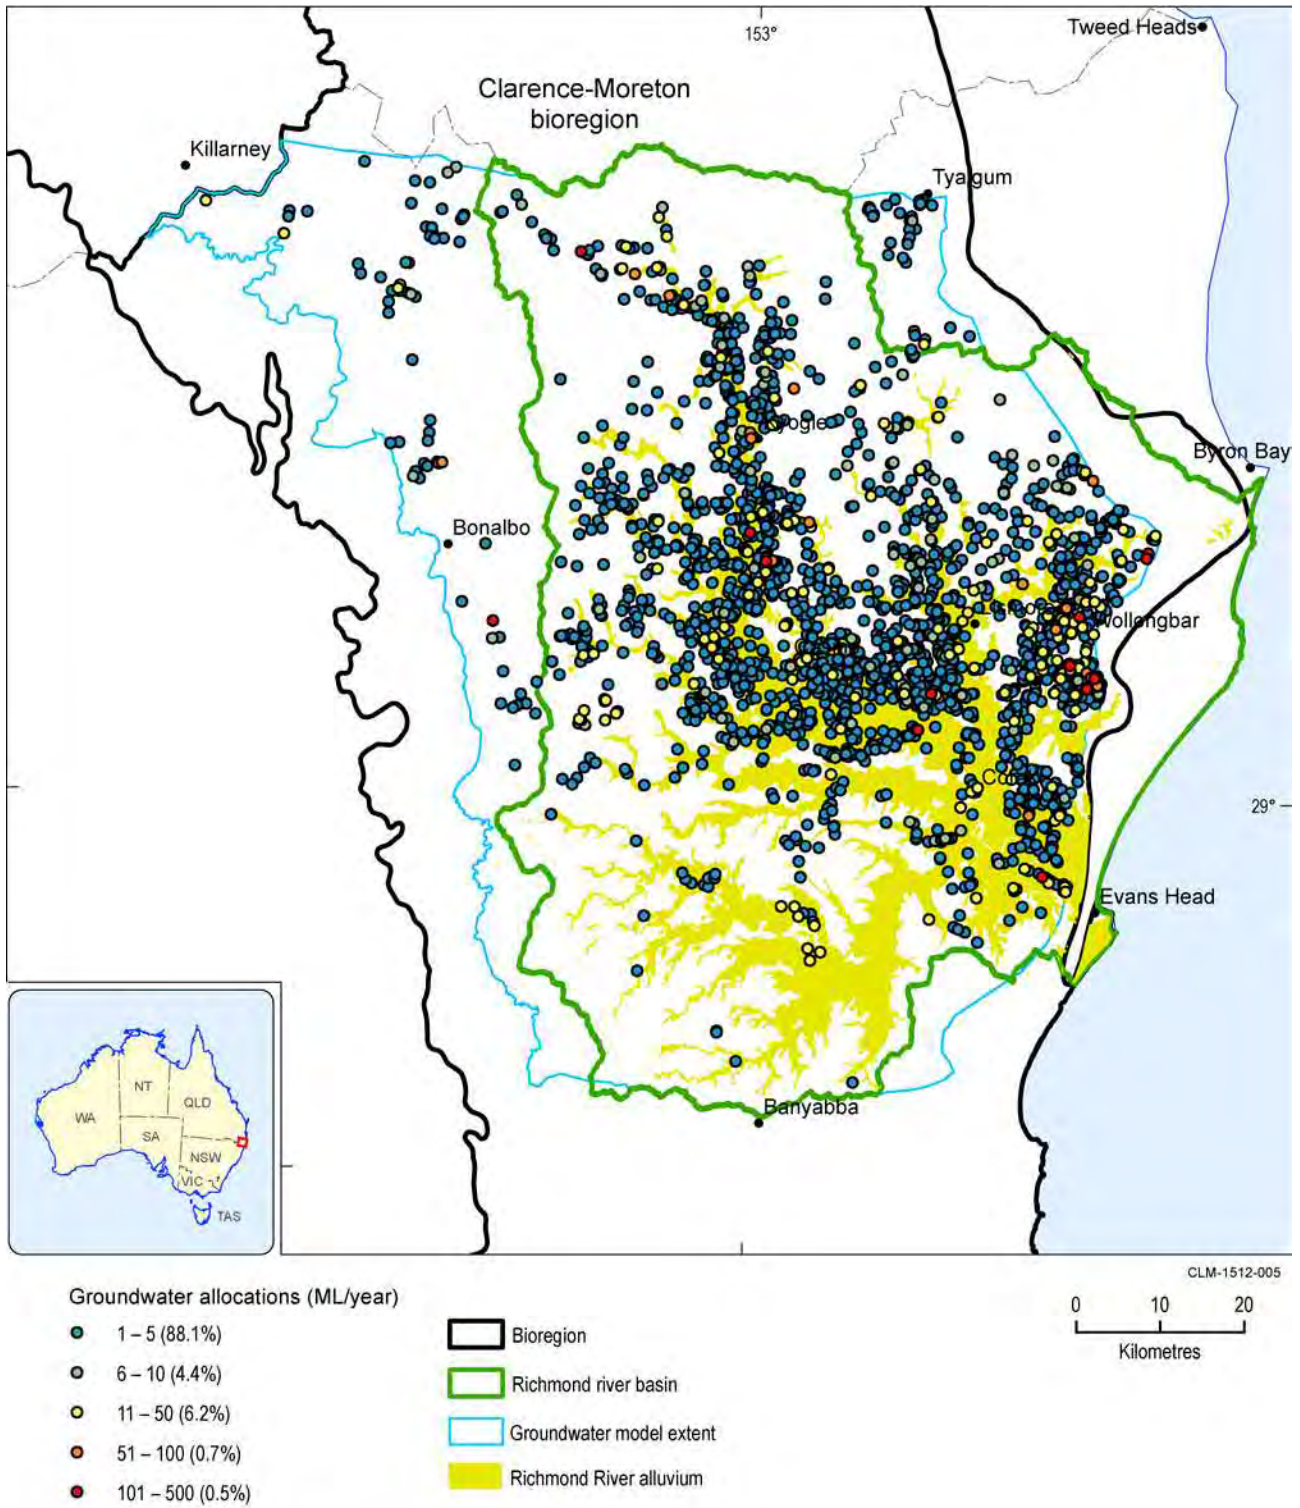 153°
Tweed Heads
Clarence-Moreton
bioregion
Killarney
Tyalgum
Kyogle
Byron Bay
Bonalbo
Wollongbar
29°
Evans Head
Banyabba
NT
QLD
WA
SA
NSW
VIC
TAS
CLM-1512-005
Groundwater allocations (ML/year)
1 – 5 (88.1%)
6 – 10 (4.4%)
11 – 50 (6.2%)
51 – 100 (0.7%)
101 – 500 (0.5%)
Bioregion
Richmond river basin
Groundwater model extent
Richmond River alluvium
0 10 20
Kilometres